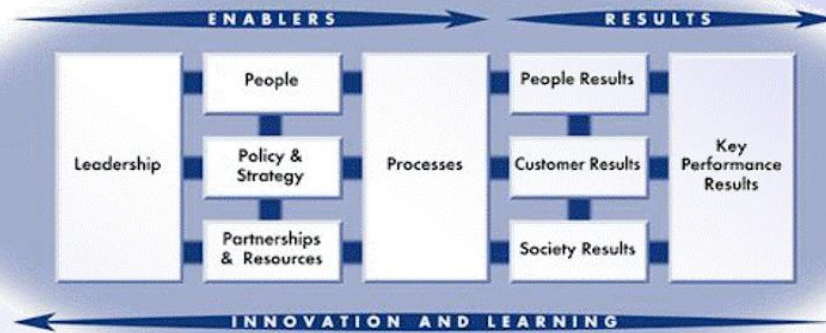 ENABLERS
RESULTS
Leadership
People
Policy &
Strategy
Partnerships
& Resources
Processes
People Results
Customer Results
Society Results
Key
Performance
Results
INNOVATION AND LEARNING